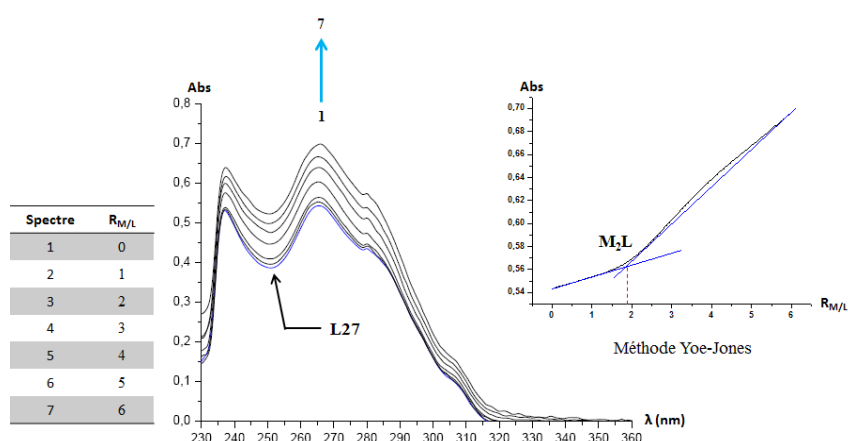 Spectre R_M/L
1 0
2 1
3 2
4 3
5 4
6 5
7 6
7
1
Abs
0,8
0,7
0,6
0,5
0,4
0,3
0,2
0,1
0,0
230 240 250 260 270 280 290 300 310 320 330 340 350 360
λ (nm)
L27
Abs
0,70
0,68
0,66
0,64
0,62
0,60
0,58
0,56
0,54
0 1 2 3 4 5 6
R_M/L
M₂L
Méthode Yoe-Jones